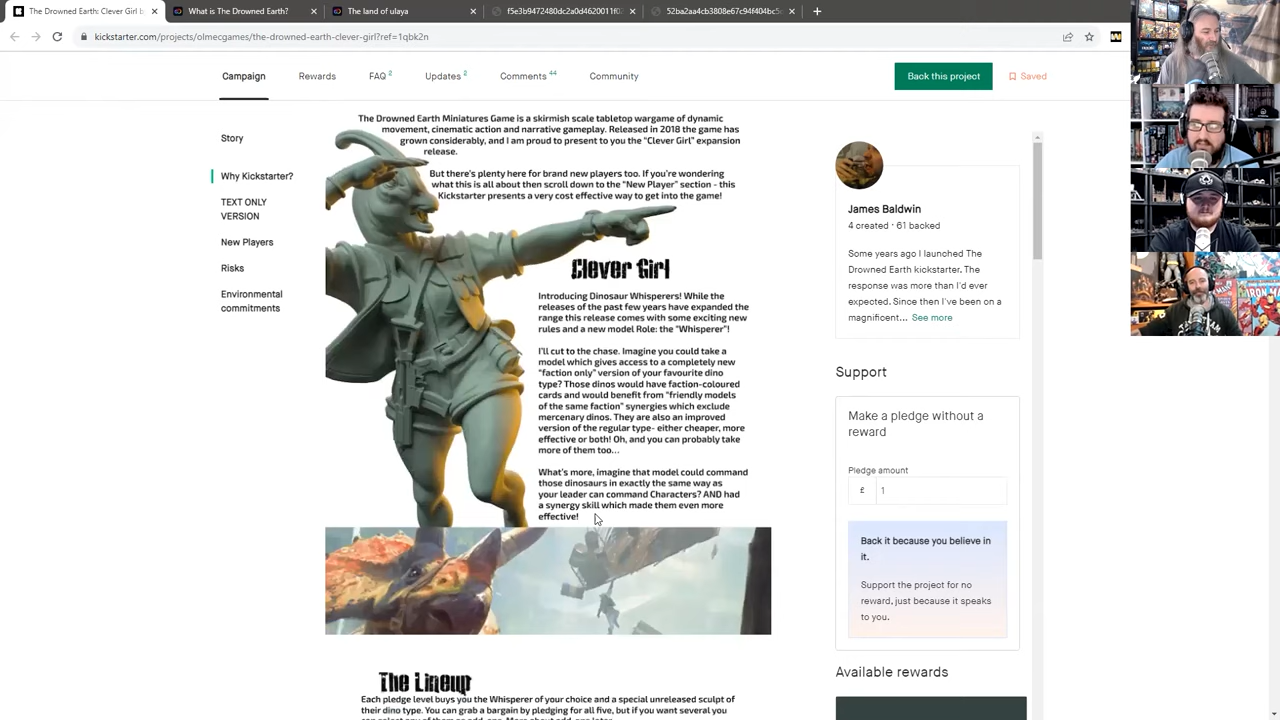 The Drowned Earth: Clever Girl b
What is The Drowned Earth?
The land of ulaya
f5e3b9472480dc2a0d4620011f0
52ba2aa4cb3808e67c94f404bc5c
kickstarter.com/projects/olmecgames/the-drowned-earth-clever-girl?ref=1qbk2n
Campaign
Rewards
FAQ 2
Updates 2
Comments 44
Community
Back this project
Saved
Story
Why Kickstarter?
TEXT ONLY
VERSION
New Players
Risks
Environmental
commitments
The Drowned Earth Miniatures Game is a skirmish scale tabletop wargame of dynamic
movement, cinematic action and narrative gameplay. Released in 2018 the game has
grown considerably, and I am proud to present to you the "Clever Girl" expansion
release.
But there's plenty here for brand new players too. If you're wondering
what this is all about then scroll down to the "New Player" section - this
Kickstarter presents a very cost effective way to get into the game!
Clever Girl
Introducing Dinosaur Whisperers! While the
releases of the past few years have expanded the
range this release comes with some exciting new
rules and a new model Role: the "Whisperer"!
I'll cut to the chase. Imagine you could take a
model which gives access to a completely new
"faction only" version of your favourite dino
type? Those dinos would have faction-coloured
cards and would benefit from "friendly models
of the same faction" synergies which exclude
mercenary dinos. They are also an improved
version of the regular type- either cheaper, more
effective or both! Oh, and you can probably take
more of them too...
What's more, imagine that model could command
those dinosaurs in exactly the same way as
your leader can command Characters? AND had
a synergy skill which made them even more
effective!
The Lineup
Each pledge level buys you the Whisperer of your choice and a special unreleased sculpt of
their dino type. You can grab a bargain by pledging for all five, but if you want several you
James Baldwin
4 created · 61 backed
Some years ago I launched The
Drowned Earth kickstarter. The
response was more than I'd ever
expected. Since then I've been on a
magnificent... See more
Support
Make a pledge without a
reward
Pledge amount
£ 1
Back it because you believe in
it.
Support the project for no
reward, just because it speaks
to you.
Available rewards